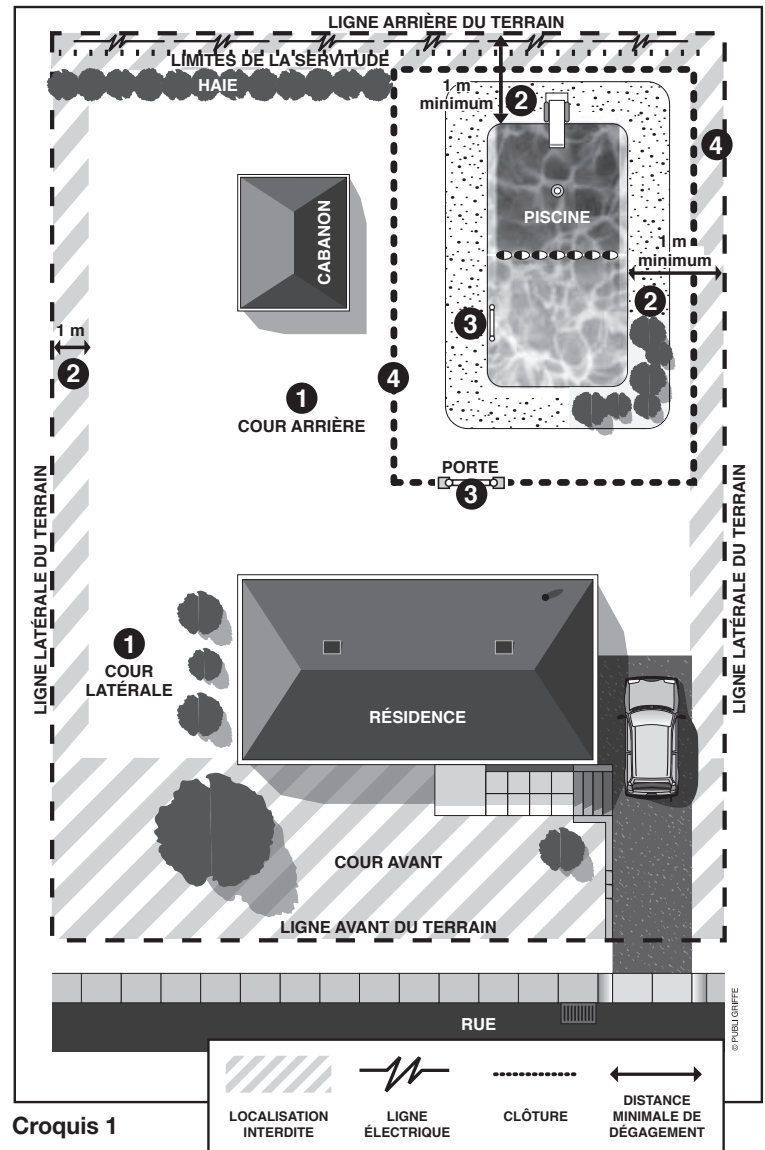 LIGNE ARRIÈRE DU TERRAIN
LIMITES DE LA SERVITUDE
HAIE
1 m
minimum
2
4
CABANON
PISCINE
1 m
minimum
2
3
1 m
2
4
1
COUR ARRIÈRE
PORTE
3
LIGNE LATÉRALE DU TERRAIN
LIGNE LATÉRALE DU TERRAIN
1
COUR
LATÉRALE
RÉSIDENCE
COUR AVANT
LIGNE AVANT DU TERRAIN
RUE
© PUBLI GRIFFE
LOCALISATION
INTERDITE
LIGNE
ÉLECTRIQUE
CLÔTURE
DISTANCE
MINIMALE DE
DÉGAGEMENT
Croquis 1